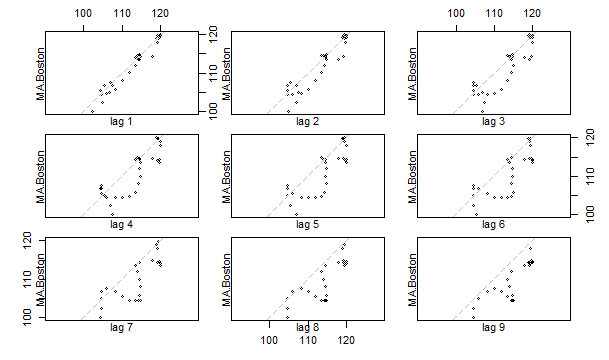 100 110 120
100 120
MA.Boston
lag 1
MA.Boston
lag 2
MA.Boston
lag 3
100 110 120
MA.Boston
lag 4
MA.Boston
lag 5
MA.Boston
lag 6
100 120
100 110 120
MA.Boston
lag 7
MA.Boston
lag 8
MA.Boston
lag 9
100 110 120